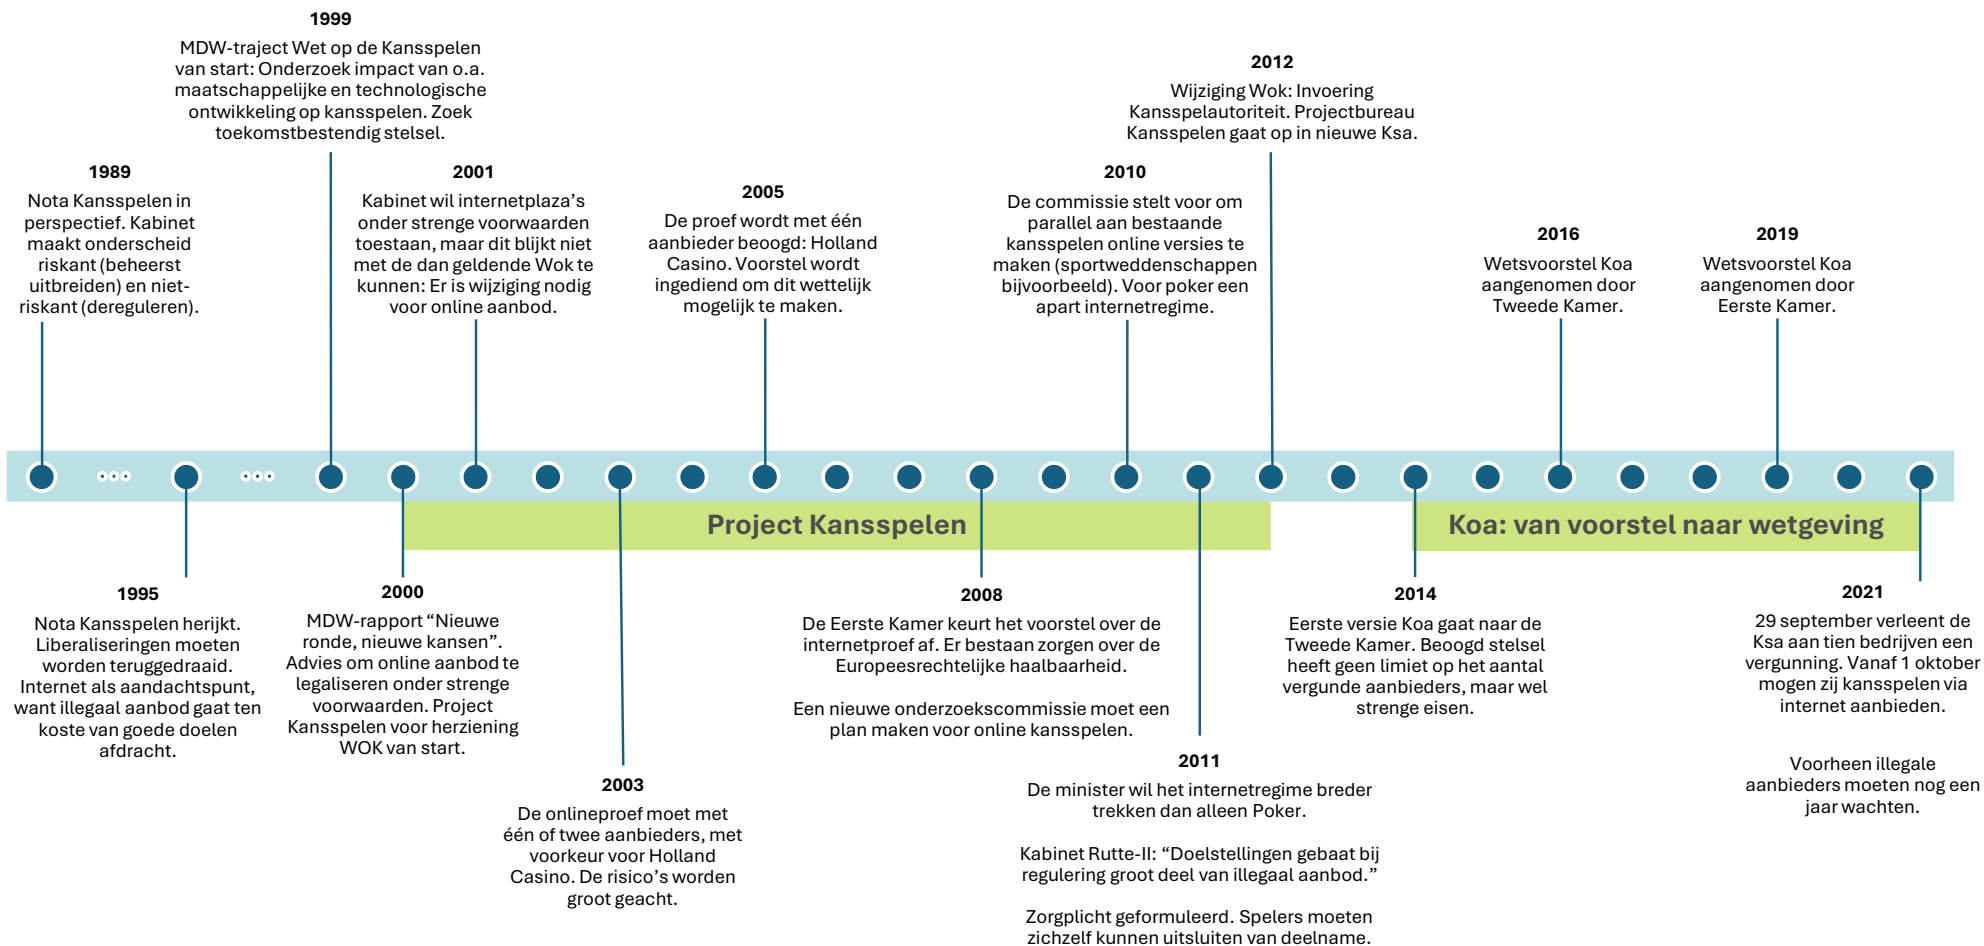 1999
MDW-traject Wet op de Kansspelen
van start: Onderzoek impact van o.a.
maatschappelijke en technologische
ontwikkeling op kansspelen. Zoek
toekomstbestendig stelsel.
2012
Wijziging Wok: Invoering
Kansspelautoriteit. Projectbureau
Kansspelen gaat op in nieuwe Ksa.
1989
Nota Kansspelen in
perspectief. Kabinet
maakt onderscheid
riskant (beheerst
uitbreiden) en niet-
riskant (dereguleren).
2001
Kabinet wil internetplaza’s
onder strenge voorwaarden
toestaan, maar dit blijkt niet
met de dan geldende Wok te
kunnen: Er is wijziging nodig
voor online aanbod.
2005
De proef wordt met één
aanbieder beoogd: Holland
Casino. Voorstel wordt
ingediend om dit wettelijk
mogelijk te maken.
2010
De commissie stelt voor om
parallel aan bestaande
kansspelen online versies te
maken (sportweddenschappen
bijvoorbeeld). Voor poker een
apart internetregime.
2016
Wetsvoorstel Koa
aangenomen door
Tweede Kamer.
2019
Wetsvoorstel Koa
aangenomen door
Eerste Kamer.
Project Kansspelen
Koa: van voorstel naar wetgeving
1995
Nota Kansspelen herijkt.
Liberaliseringen moeten
worden teruggedraaid.
Internet als aandachtspunt,
want illegaal aanbod gaat ten
koste van goede doelen
afdracht.
2000
MDW-rapport “Nieuwe
ronde, nieuwe kansen”.
Advies om online aanbod te
legaliseren onder strenge
voorwaarden. Project
Kansspelen voor herziening
WOK van start.
2003
De onlineproef moet met
één of twee aanbieders, met
voorkeur voor Holland
Casino. De risico’s worden
groot geacht.
2008
De Eerste Kamer keurt het voorstel over de
internetproef af. Er bestaan zorgen over de
Europeesrechtelijke haalbaarheid.
Een nieuwe onderzoekscommissie moet een
plan maken voor online kansspelen.
2011
De minister wil het internetregime breder
trekken dan alleen Poker.
Kabinet Rutte-II: “Doelstellingen gebaat bij
regulering groot deel van illegaal aanbod.”
Zorgplicht geformuleerd. Spelers moeten
zichzelf kunnen uitsluiten van deelname.
2014
Eerste versie Koa gaat naar de
Tweede Kamer. Beoogd stelsel
heeft geen limiet op het aantal
vergunde aanbieders, maar wel
strenge eisen.
2021
29 september verleent de
Ksa aan tien bedrijven een
vergunning. Vanaf 1 oktober
mogen zij kansspelen via
internet aanbieden.
Voorheen illegale
aanbieders moeten nog een
jaar wachten.